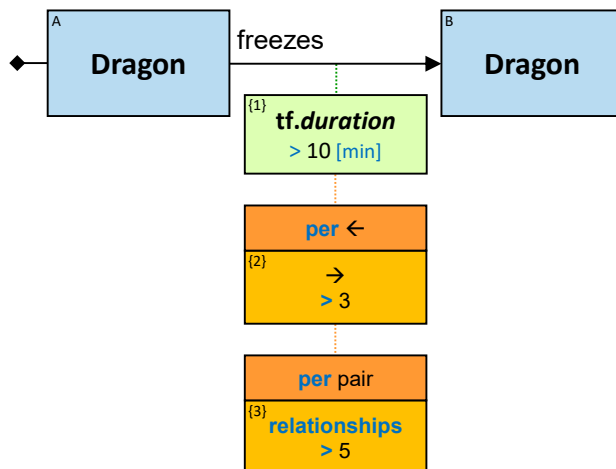 A
Dragon
freezes
B
Dragon
{1}
tf.duration
> 10 [min]
per ←
{2}
→
> 3
per pair
{3}
relationships
> 5